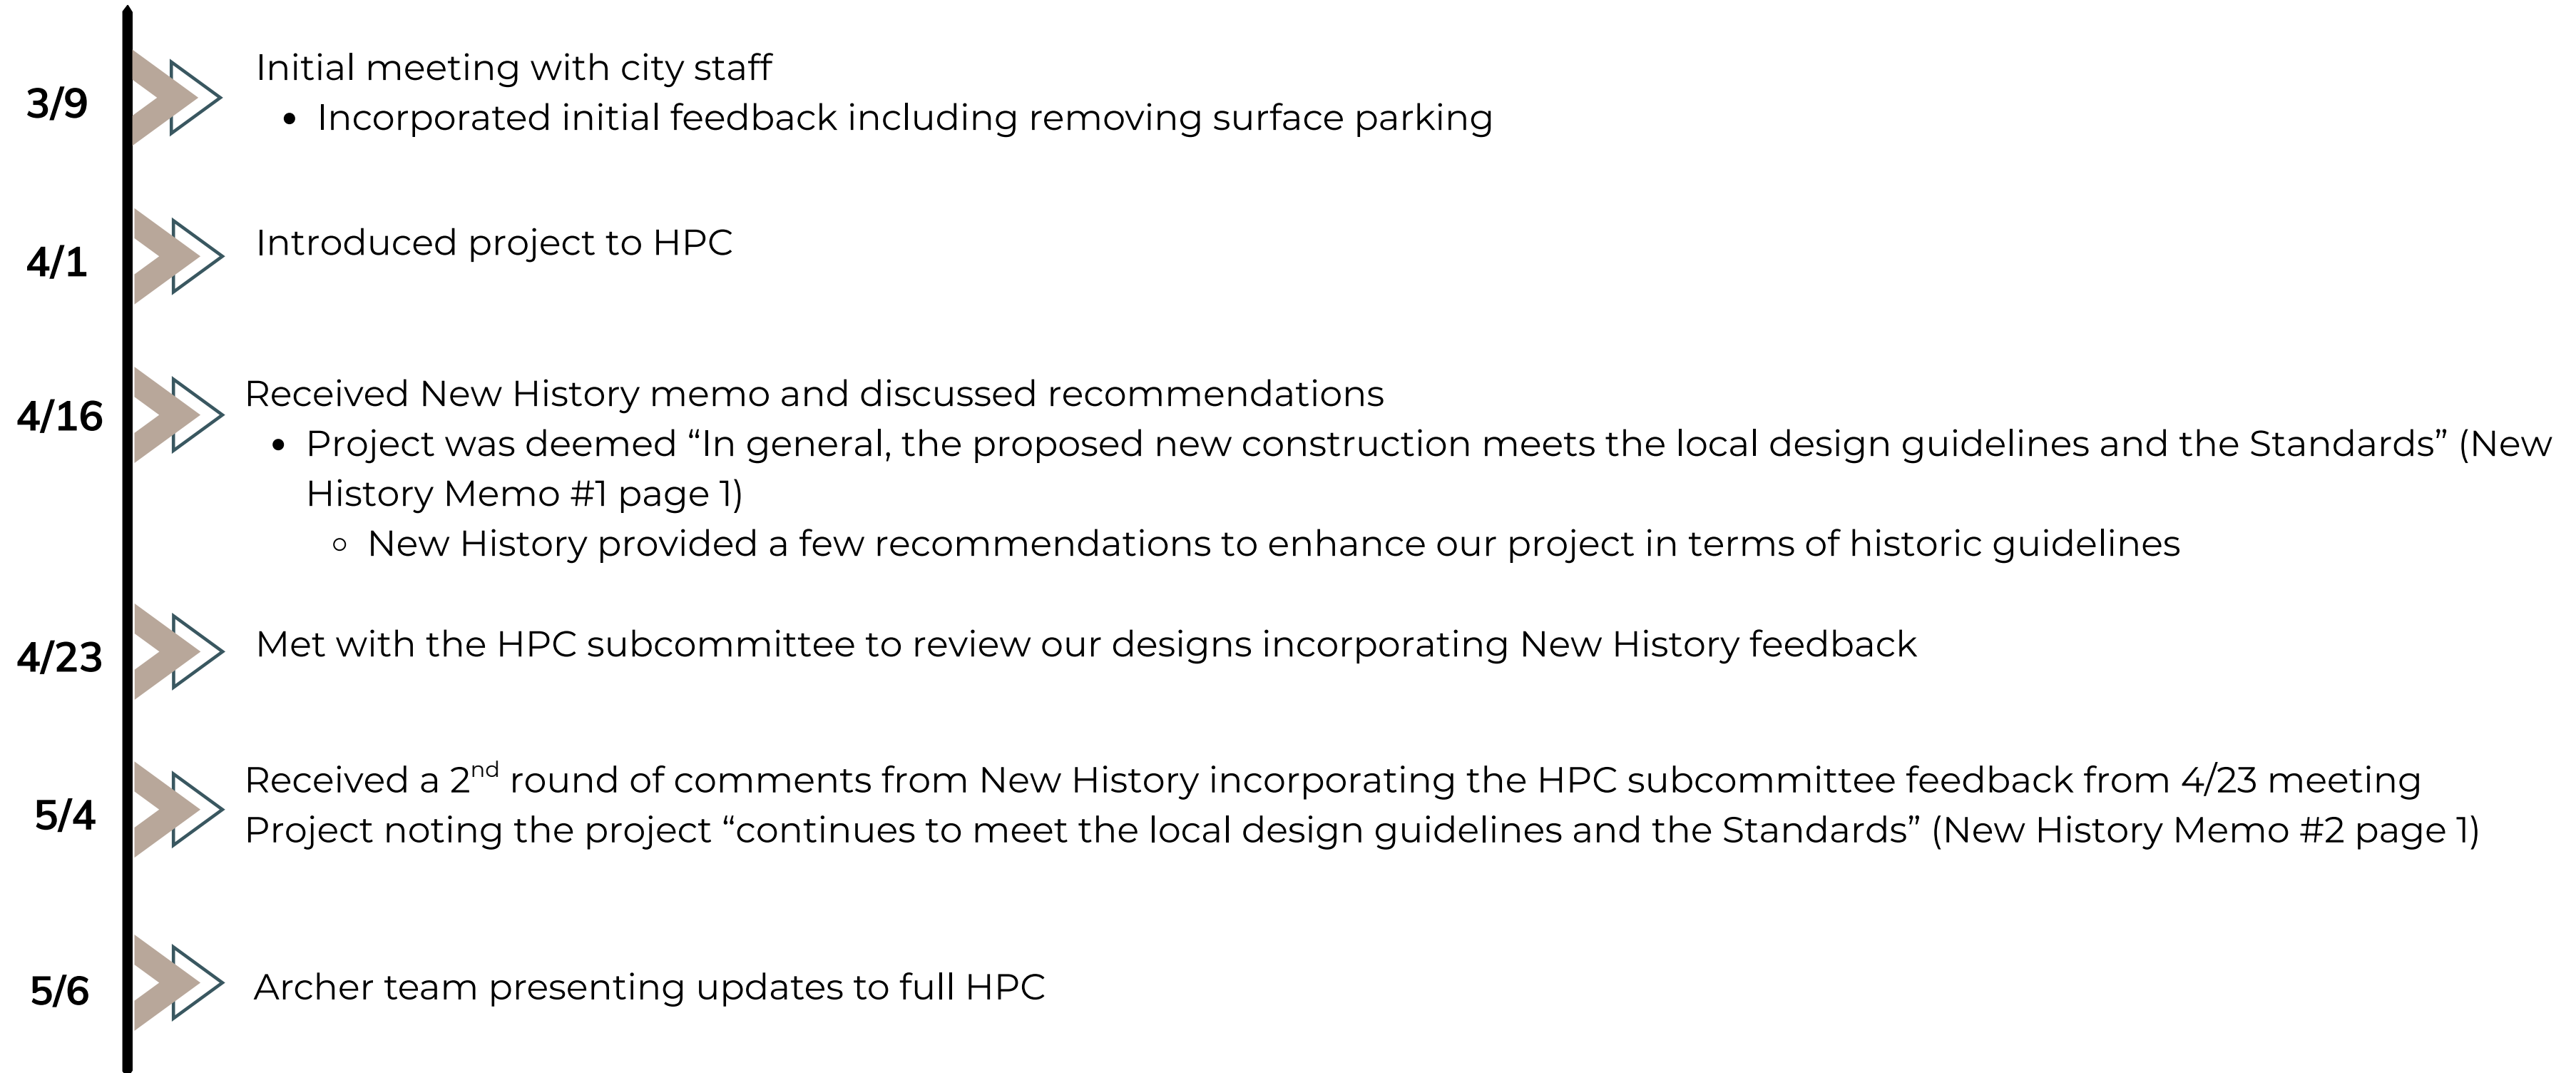 3/9
Initial meeting with city staff
• Incorporated initial feedback including removing surface parking
4/1
Introduced project to HPC
4/16
Received New History memo and discussed recommendations
• Project was deemed “In general, the proposed new construction meets the local design guidelines and the Standards” (New
History Memo #1 page 1)
○ New History provided a few recommendations to enhance our project in terms of historic guidelines
4/23
Met with the HPC subcommittee to review our designs incorporating New History feedback
5/4
Received a 2nd round of comments from New History incorporating the HPC subcommittee feedback from 4/23 meeting
Project noting the project “continues to meet the local design guidelines and the Standards” (New History Memo #2 page 1)
5/6
Archer team presenting updates to full HPC